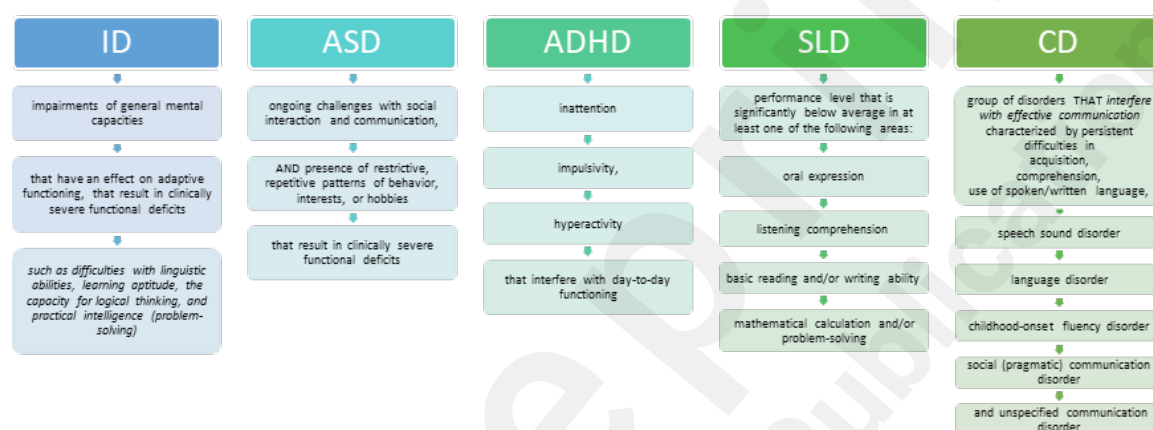 ID
impairments of general mental
capacities
that have an effect on adaptive
functioning, that result in clinically
severe functional deficits
such as difficulties with linguistic
abilities, learning aptitude, the
capacity for logical thinking, and
practical intelligence (problem-
solving)
ASD
ongoing challenges with social
interaction and communication,
AND presence of restrictive,
repetitive patterns of behavior,
interests, or hobbies
that result in clinically severe
functional deficits
ADHD
inattention
impulsivity,
hyperactivity
that interfere with day-to-day
functioning
SLD
performance level that is
significantly below average in at
least one of the following areas:
oral expression
listening comprehension
basic reading and/or writing ability
mathematical calculation and/or
problem-solving
CD
group of disorders THAT interfere
with effective communication
characterized by persistent
difficulties in
acquisition,
comprehension,
use of spoken/written language,
speech sound disorder
language disorder
childhood-onset fluency disorder
social (pragmatic) communication
disorder
and unspecified communication
disorder